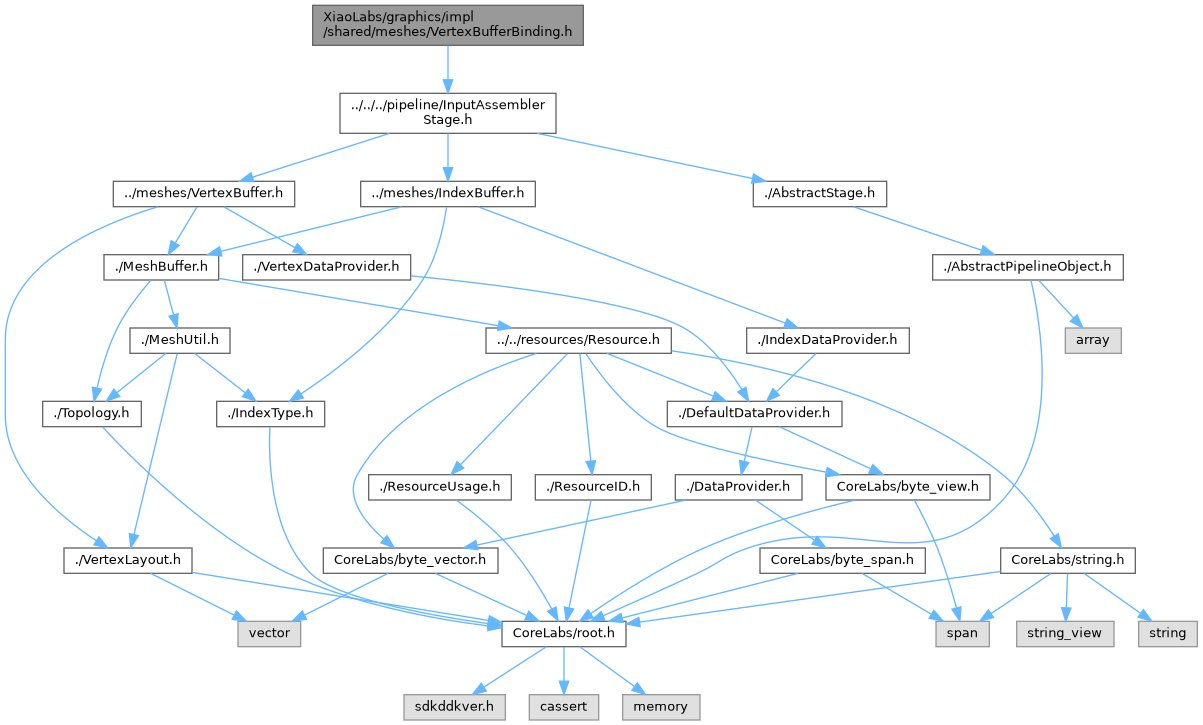 XiaoLabs/graphics/impl
/shared/meshes/VertexBufferBinding.h
../../../pipeline/InputAssembler
Stage.h
../meshes/VertexBuffer.h
../meshes/IndexBuffer.h
./AbstractStage.h
./MeshBuffer.h
./VertexDataProvider.h
./AbstractPipelineObject.h
./MeshUtil.h
../../resources/Resource.h
./IndexDataProvider.h
array
./Topology.h
./IndexType.h
./DefaultDataProvider.h
./ResourceUsage.h
./ResourceID.h
./DataProvider.h
CoreLabs/byte_view.h
./VertexLayout.h
CoreLabs/byte_vector.h
CoreLabs/byte_span.h
CoreLabs/string.h
vector
CoreLabs/root.h
span
string_view
string
sdkddkver.h
cassert
memory